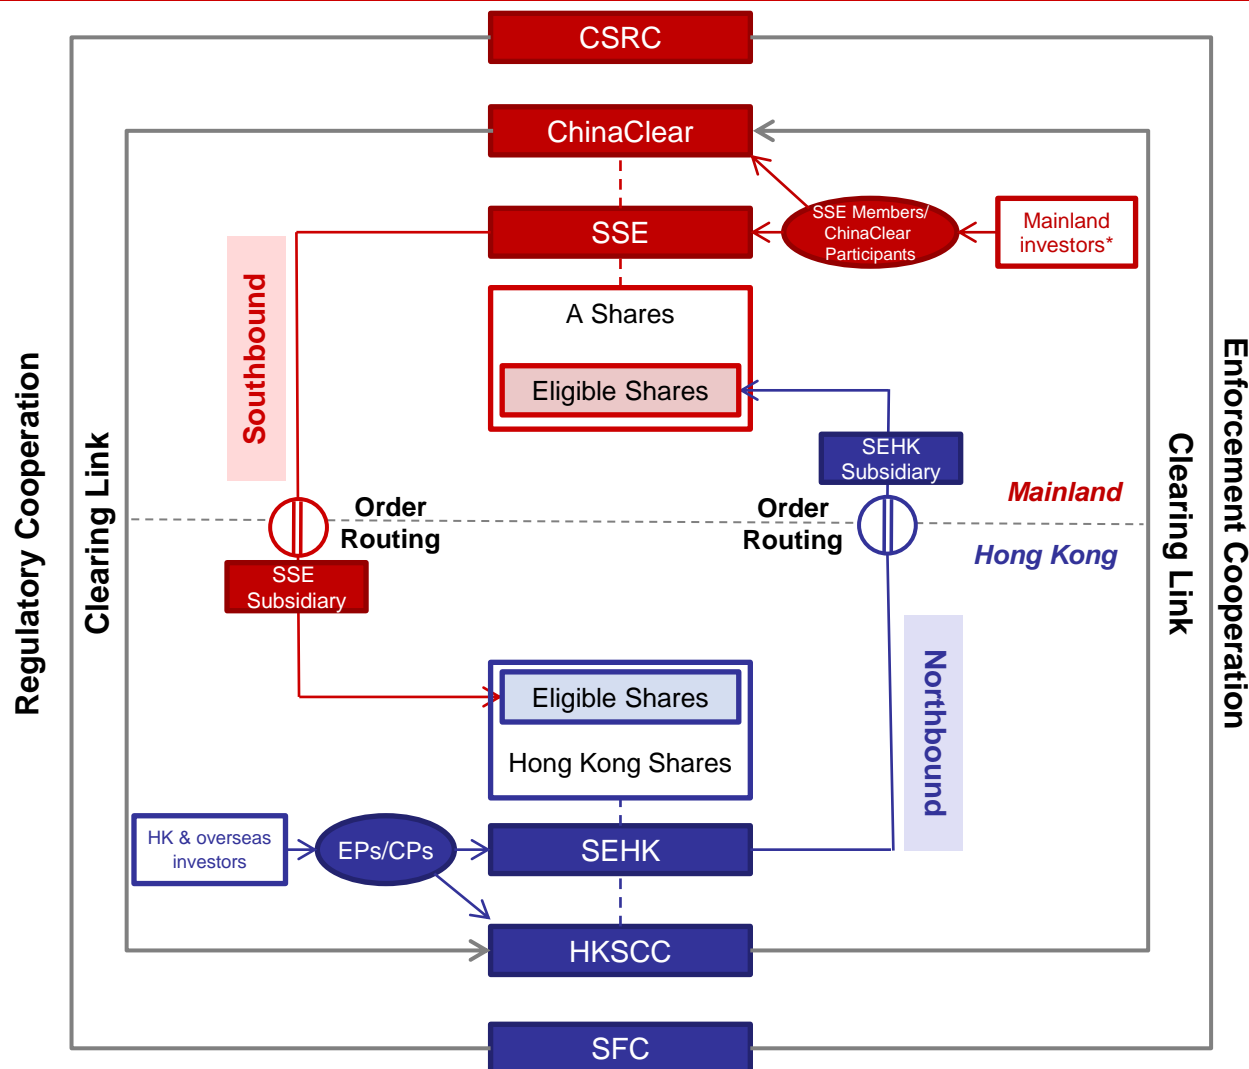 CSRC
ChinaClear
SSE
SSE Members/
ChinaClear
Participants
Mainland
investors*
A Shares
Eligible Shares
Southbound
SEHK
Subsidiary
Regulatory Cooperation
Clearing Link
Order
Routing
Order
Routing
Mainland
Hong Kong
Clearing Link
Enforcement Cooperation
SSE
Subsidiary
Eligible Shares
Hong Kong Shares
Northbound
HK & overseas
investors
EPs/CPs
SEHK
HKSCC
SFC